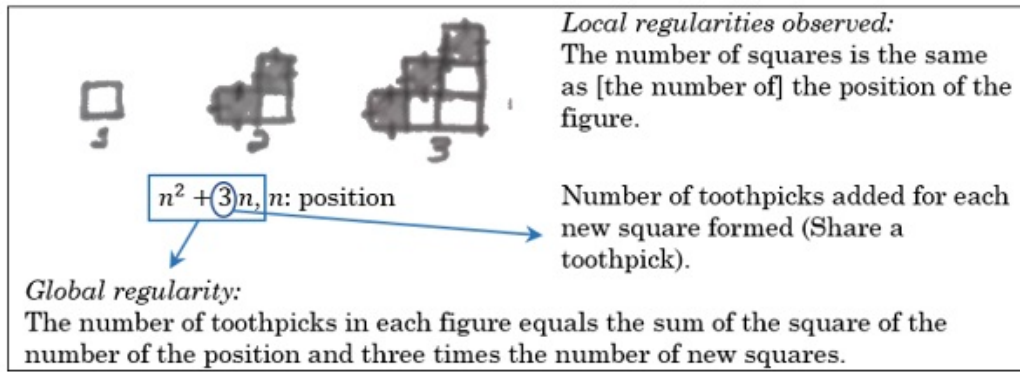 Local regularities observed:
The number of squares is the same
as [the number of] the position of the
figure.
1
2
3
n² + 3n, n: position
Number of toothpicks added for each
new square formed (Share a
toothpick).
Global regularity:
The number of toothpicks in each figure equals the sum of the square of the
number of the position and three times the number of new squares.